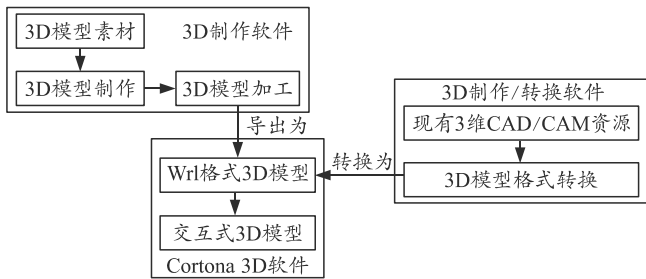 3D模型素材
3D制作软件
3D模型制作
3D模型加工
导出为
3D制作/转换软件
现有3维CAD/CAM资源
3D模型格式转换
转换为
Wrl格式3D模型
交互式3D模型
Cortona 3D软件